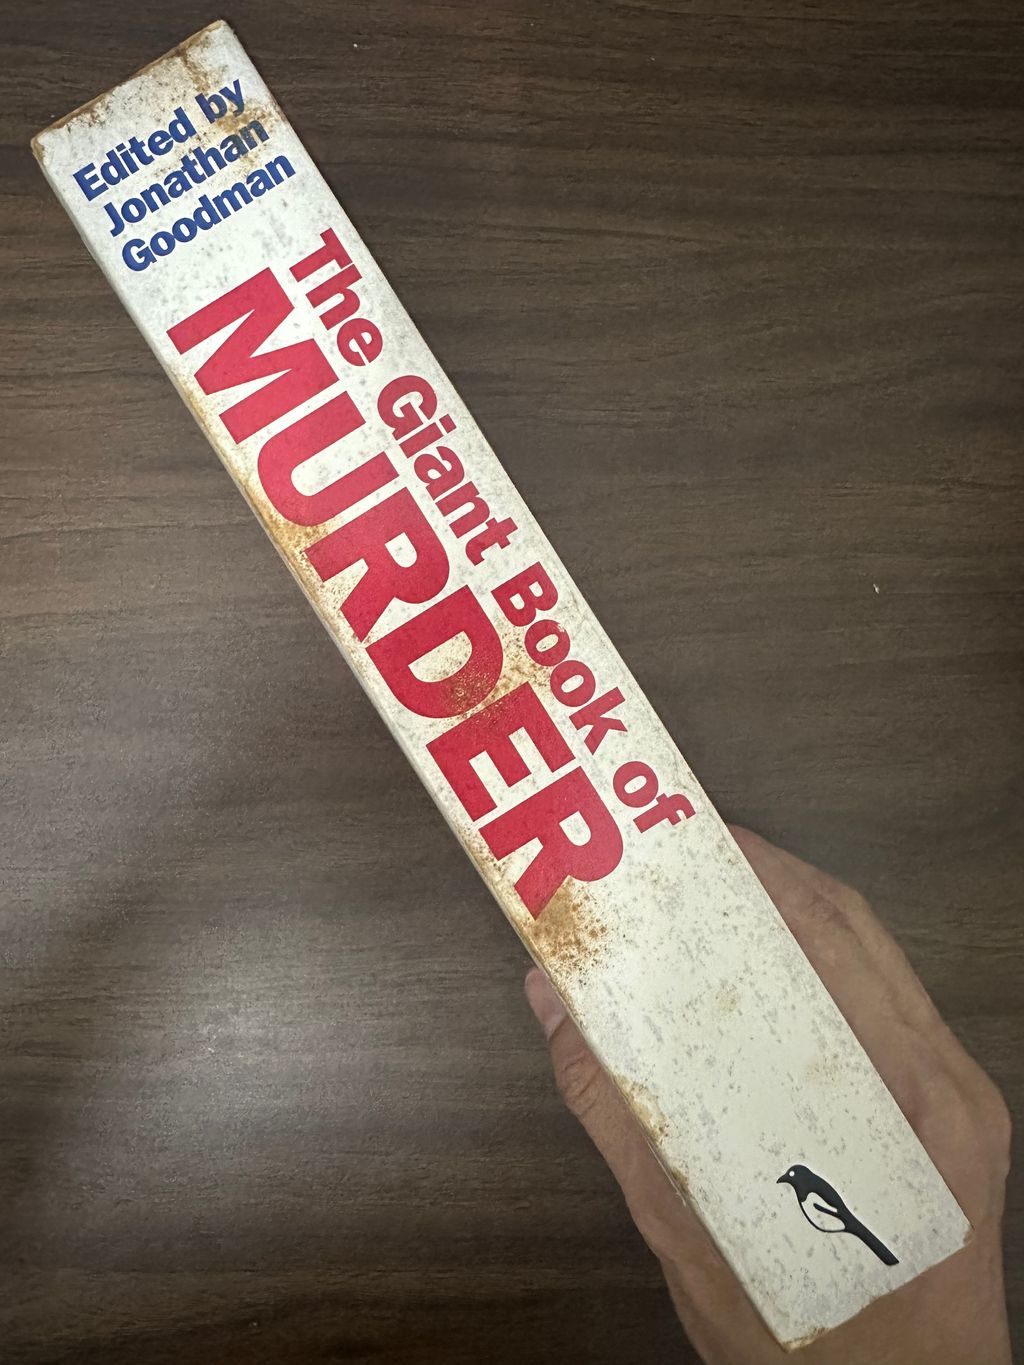 Edited by
Jonathan
Goodman
The Giant Book of
MURDER